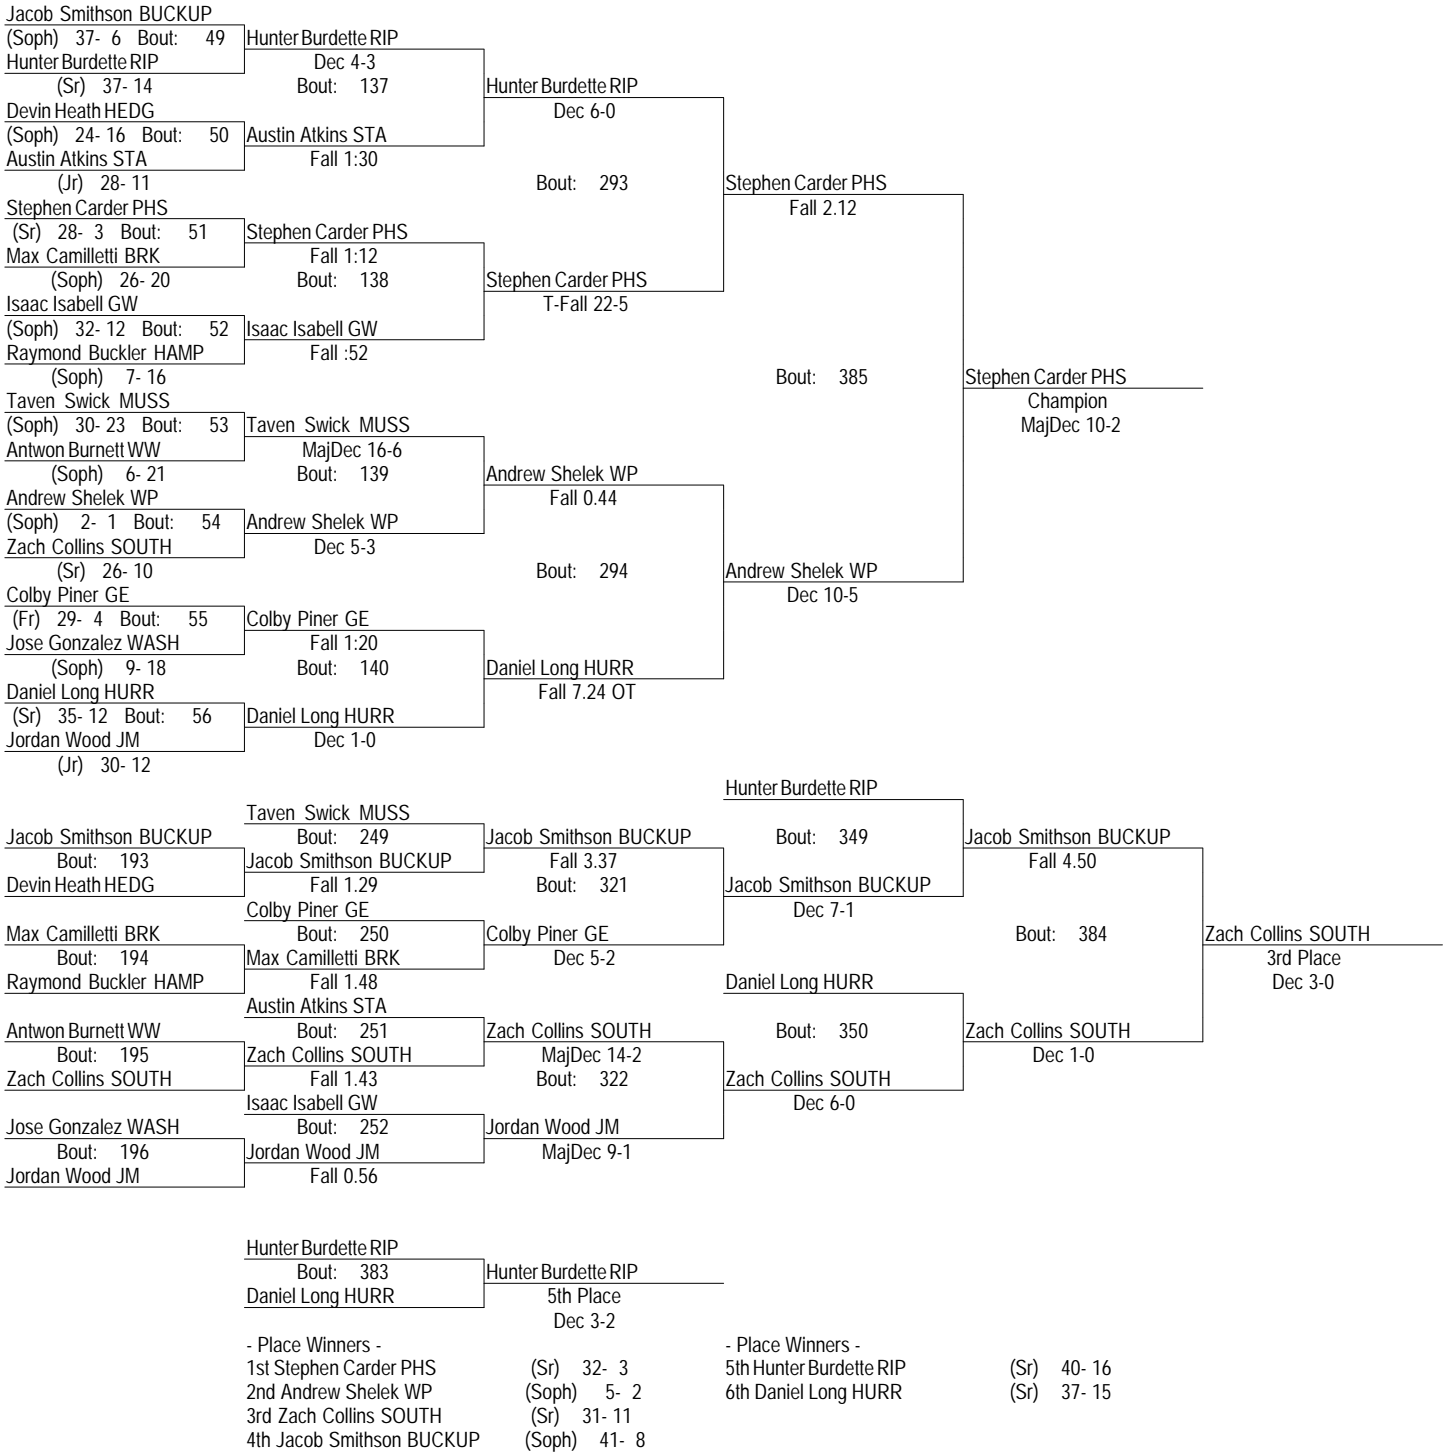 Jacob Smithson BUCKUP
(Soph) 37- 6 Bout: 49 Hunter Burdette RIP
Hunter Burdette RIP Dec 4-3
(Sr) 37- 14 Bout: 137 Hunter Burdette RIP
Devin Heath HEDG Dec 6-0
(Soph) 24- 16 Bout: 50 Austin Atkins STA
Austin Atkins STA Fall 1:30
(Jr) 28- 11 Bout: 293 Stephen Carder PHS
Stephen Carder PHS Fall 2.12
(Sr) 28- 3 Bout: 51 Stephen Carder PHS
Max Camilletti BRK Fall 1:12
(Soph) 26- 20 Bout: 138 Stephen Carder PHS
Isaac Isabell GW T-Fall 22-5
(Soph) 32- 12 Bout: 52 Isaac Isabell GW
Raymond Buckler HAMP Fall :52
(Soph) 7- 16 Bout: 385 Stephen Carder PHS
Taven Swick MUSS Champion
(Soph) 30- 23 Bout: 53 Taven Swick MUSS MajDec 10-2
Antwon Burnett WW MajDec 16-6
(Soph) 6- 21 Bout: 139 Andrew Shelek WP
Andrew Shelek WP Fall 0.44
(Soph) 2- 1 Bout: 54 Andrew Shelek WP
Zach Collins SOUTH Dec 5-3
(Sr) 26- 10 Bout: 294 Andrew Shelek WP
Colby Piner GE Dec 10-5
(Fr) 29- 4 Bout: 55 Colby Piner GE
Jose Gonzalez WASH Fall 1:20
(Soph) 9- 18 Bout: 140 Daniel Long HURR
Daniel Long HURR Fall 7.24 OT
(Sr) 35- 12 Bout: 56 Daniel Long HURR
Jordan Wood JM Dec 1-0
(Jr) 30- 12
Hunter Burdette RIP
Taven Swick MUSS
Jacob Smithson BUCKUP Bout: 249 Jacob Smithson BUCKUP Bout: 349 Jacob Smithson BUCKUP
Bout: 193 Jacob Smithson BUCKUP Fall 3.37 Fall 4.50
Devin Heath HEDG Fall 1.29 Bout: 321 Jacob Smithson BUCKUP
Colby Piner GE Dec 7-1
Max Camilletti BRK Bout: 250 Colby Piner GE Bout: 384 Zach Collins SOUTH
Bout: 194 Max Camilletti BRK Dec 5-2 3rd Place
Raymond Buckler HAMP Fall 1.48 Daniel Long HURR Dec 3-0
Austin Atkins STA
Antwon Burnett WW Bout: 251 Zach Collins SOUTH Bout: 350 Zach Collins SOUTH
Bout: 195 Zach Collins SOUTH MajDec 14-2 Dec 1-0
Zach Collins SOUTH Fall 1.43 Bout: 322 Zach Collins SOUTH
Isaac Isabell GW Dec 6-0
Jose Gonzalez WASH Bout: 252 Jordan Wood JM
Bout: 196 Jordan Wood JM MajDec 9-1
Jordan Wood JM Fall 0.56
Hunter Burdette RIP
Bout: 383 Hunter Burdette RIP
Daniel Long HURR 5th Place
Dec 3-2
- Place Winners - - Place Winners -
1st Stephen Carder PHS (Sr) 32- 3 5th Hunter Burdette RIP (Sr) 40- 16
2nd Andrew Shelek WP (Soph) 5- 2 6th Daniel Long HURR (Sr) 37- 15
3rd Zach Collins SOUTH (Sr) 31- 11
4th Jacob Smithson BUCKUP (Soph) 41- 8